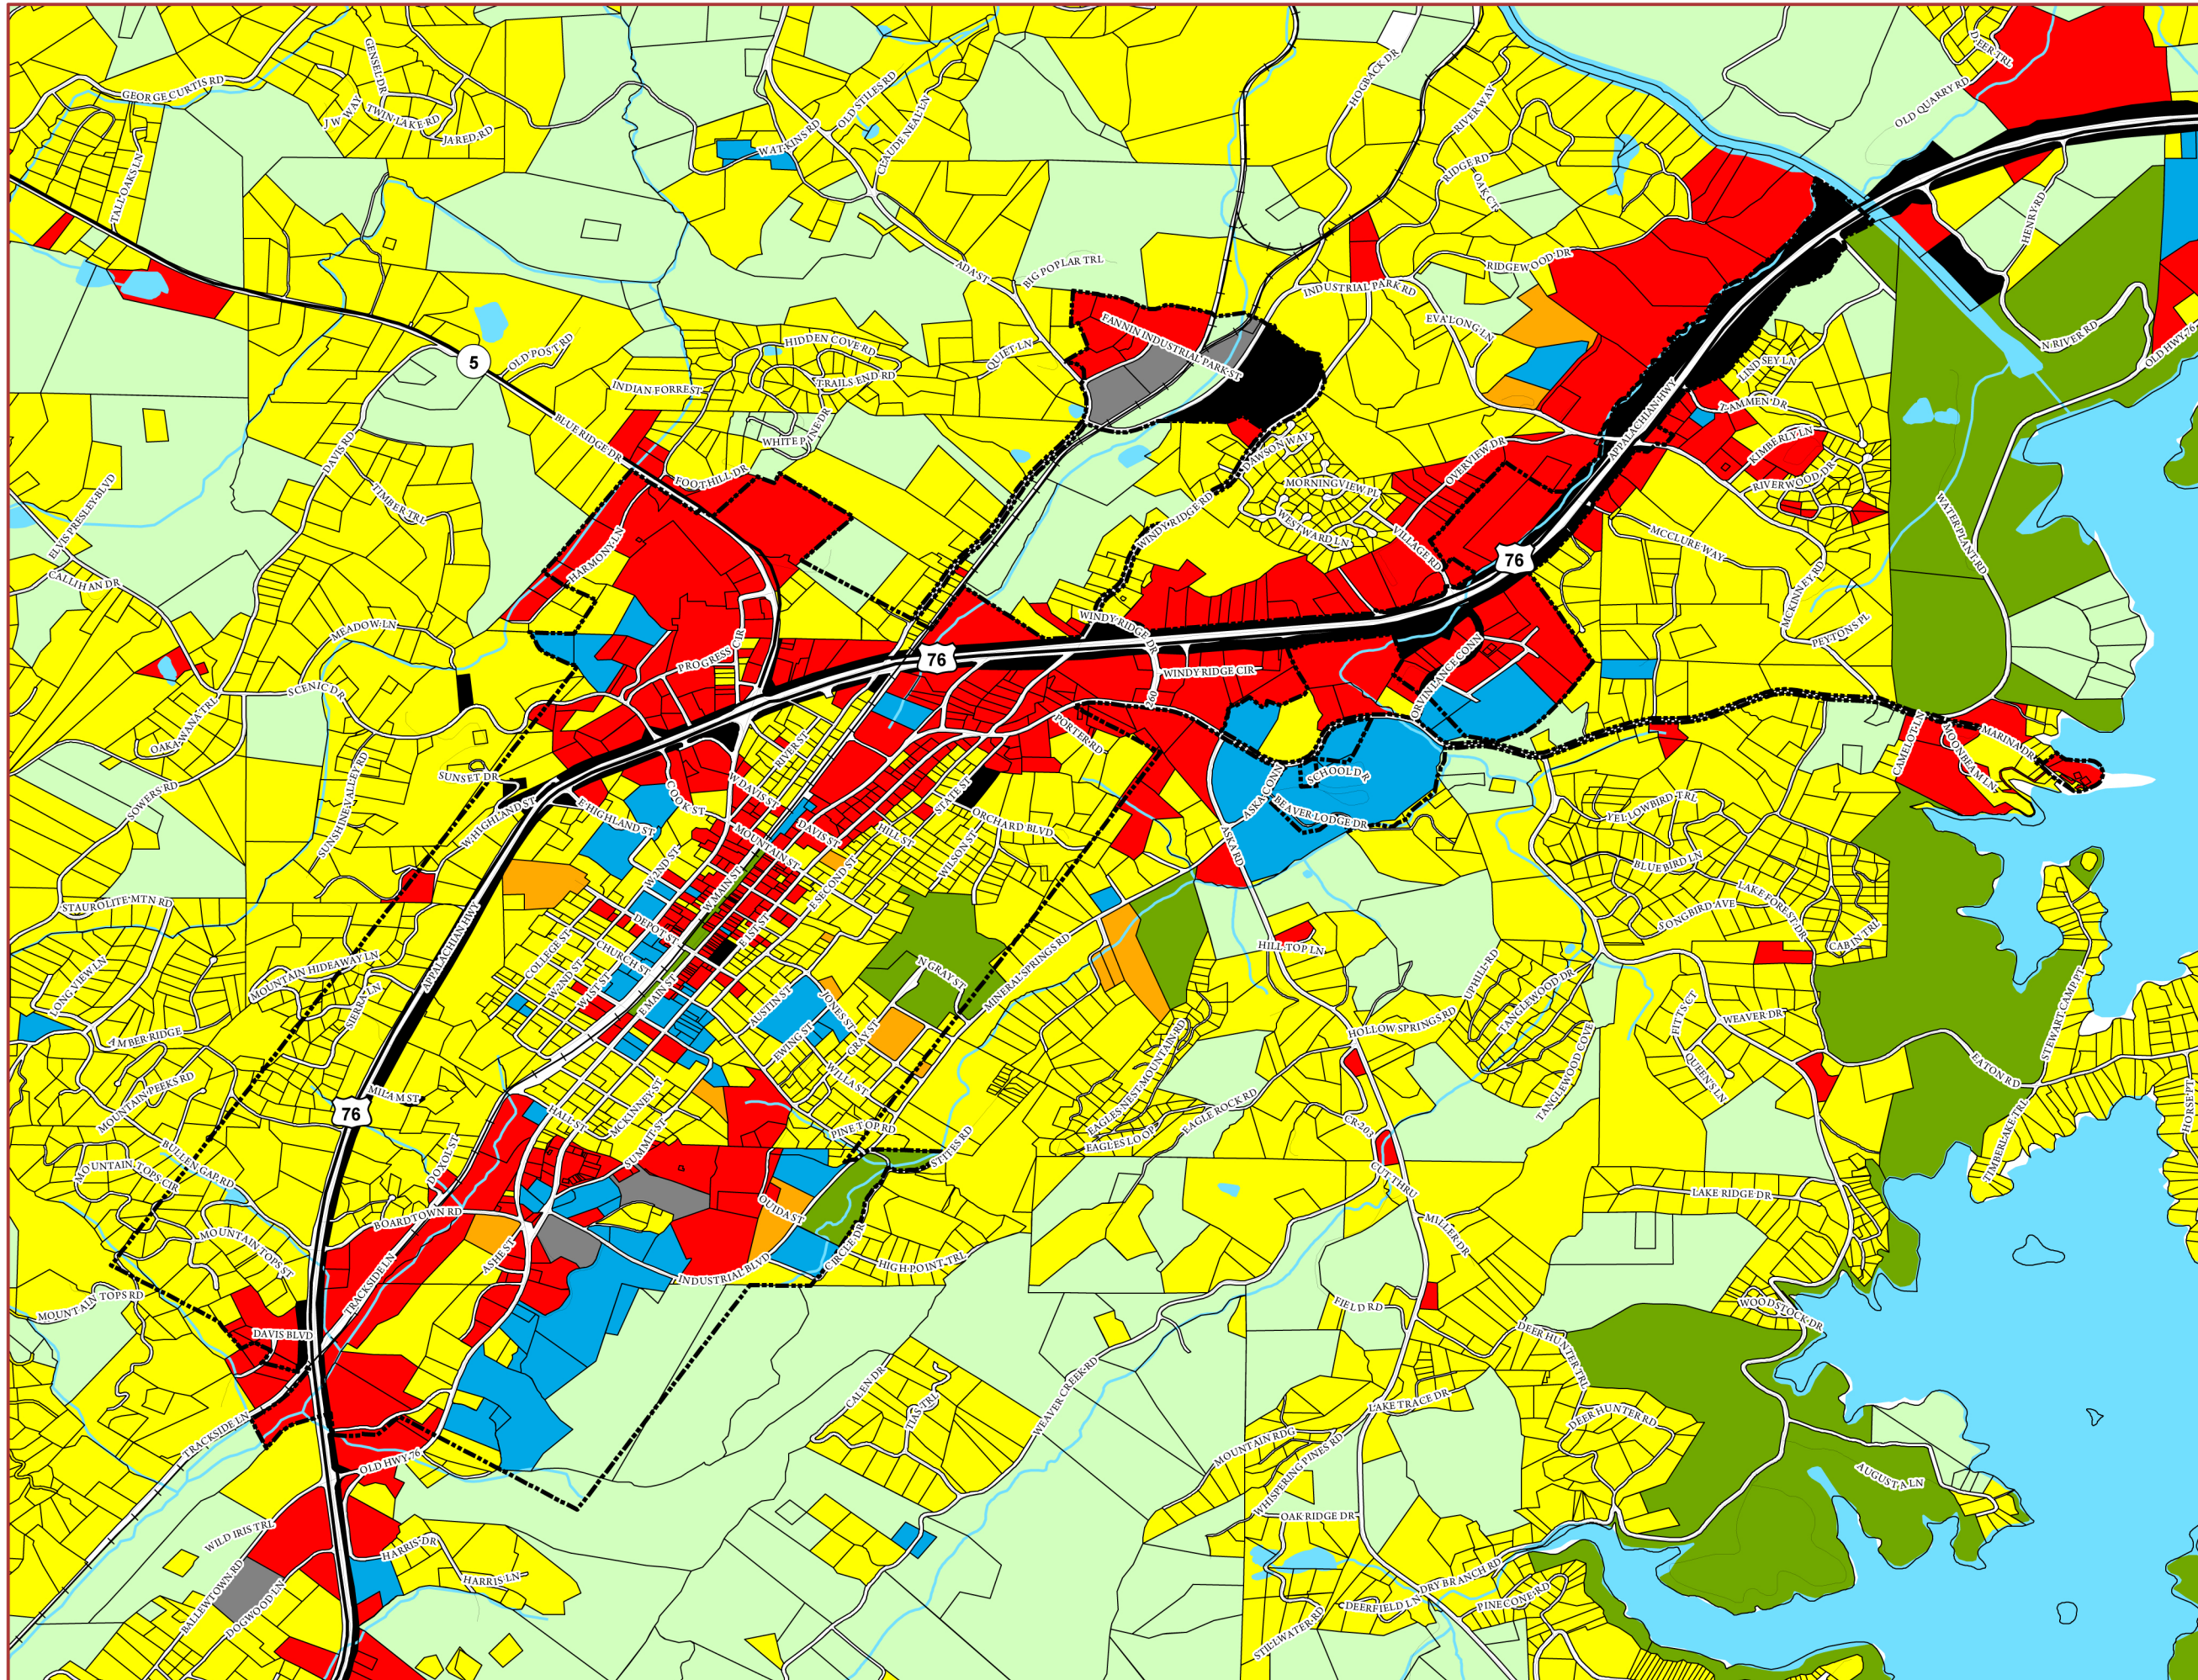 DEER TRL
GENSEL DR
GEORGE CURTIS RD
HOGBACK DR
OLD STILES RD
OLD QUARRY RD
J W WAY
TWIN LAKE RD
JARED RD
CLAUDE NEAL LN
RIVER WAY
WATKINS RD
TALL OAKS LN
RIDGE RD
OAK CT
HENRY RD
ADA ST
BIG POPLAR TRL
RIDGEWOOD DR
INDUSTRIAL PARK RD
FANNIN INDUSTRIAL PARK ST
EVA LONG LN
N RIVER RD
OLD HWY 76
5
OLD POST RD
HIDDEN COVE RD
QUIET LN
TRAILS END RD
INDIAN FORREST
LINDSEY LN
TAMMEN DR
APPALACHIAN HWY
BLUE RIDGE DR
WHITE PINE DR
DAVIS RD
DAWSON WAY
OVERVIEW DR
KIMBERLY LN
FOOTHILL DR
MORNINGVIEW PL
RIVERWOOD DR
ELVIS PRESLEY BLVD
TIMBER TRL
WINDY RIDGE RD
WESTWARD LN
VILLAGE RD
MCCLURE WAY
WATER PLANT RD
HARMONY LN
76
CALLIHAN DR
MCKINNEY RD
MEADOW LN
WINDY RIDGE DR
PEYTONS PL
PROGRESS CIR
76
WINDY RIDGE CIR
ORVIN LANCE CONN
SCENIC DR
260
OAKAWANA TRL
PORTER RD
CAMELOT LN
MOONBEAM LN
MARINA DR
RIVER ST
SUNSET DR
W DAVIS ST
SCHOOL DR
SOWERS RD
SUNSHINE VALLEY RD
W HIGHLAND ST
E HIGHLAND ST
COOK ST
STATE ST
ASKA CONN
BEAVER LODGE DR
YELLOWBIRD TRL
MOUNTAIN ST
DAVIS ST
HILL ST
ORCHARD BLVD
WILSON ST
ASKA RD
BLUEBIRD LN
W 2ND ST
W MAIN ST
E SECOND ST
LAKE FOREST DR
STAUROLITE MTN RD
SONGBIRD AVE
DEPOT ST
E 1ST ST
CABIN TRL
APPALACHIAN HWY
COLLEGE ST
CHURCH ST
HILL TOP LN
MOUNTAIN HIDEAWAY LN
LONG VIEW LN
W 2ND ST
W 1ST ST
E MAIN ST
N GRAY ST
MINERAL SPRINGS RD
UPHILL RD
TANGLEWOOD DR
STEWART CAMP PT
SIERRA LN
AUSTIN ST
JONES ST
HOLLOW SPRINGS RD
FITTS CT
WEAVER DR
AMBER RIDGE
EWING ST
GRAY ST
EAGLES NEST MOUNTAIN RD
TANGLEWOOD COVE
QUEENS LN
EATON RD
MOUNTAIN PEEKS RD
MILAM ST
WILLA ST
76
HALL ST
MCKINNEY ST
PINE TOP RD
EAGLE ROCK RD
CR-203
TIMBERLAKE TRL
HORSE PT
BULLEN GAP RD
DOXOL ST
SUMMIT ST
STITES RD
EAGLES LOOP
MOUNTAIN TOPS CIR
CUT THRU
LAKE RIDGE DR
OUIDA ST
BOARDTOWN RD
MILLER DR
MOUNTAIN TOPS ST
ASHE ST
CIRCLE DR
HIGH POINT TRL
INDUSTRIAL BLVD
TRACKSIDE LN
MOUNTAIN TOPS RD
FIELD RD
WOODSTOCK DR
DAVIS BLVD
DEER HUNTER TRL
CALEN DR
TIAS TRL
WEAVER CREEK RD
LAKE TRACE DR
DEER HUNTER RD
TRACKSIDE LN
MOUNTAIN RDG
OLD HWY 76
WHISPERING PINES RD
AUGUSTA LN
WILD IRIS TRL
OAK RIDGE DR
HARRIS DR
HARRIS LN
BALLEWTOWN RD
DOGWOOD LN
DRY BRANCH RD
DEERFIELD LN
PINECONE RD
STILLWATER RD